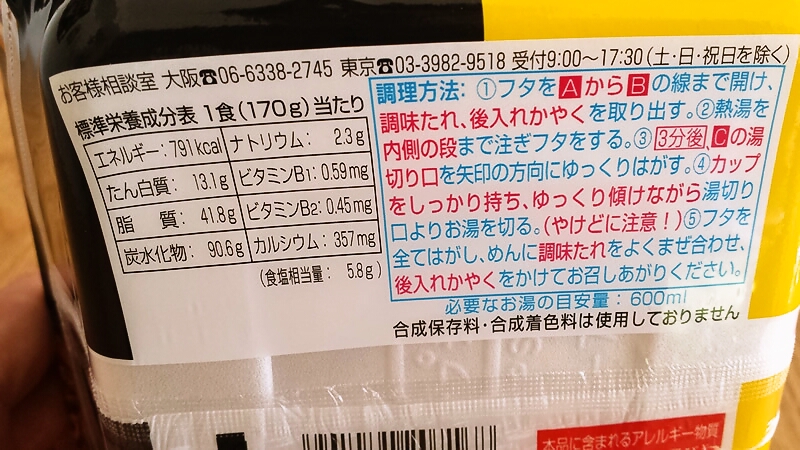 お客様相談室 大阪☎06-6338-2745 東京☎03-3982-9518 受付9:00～17:30(土・日・祝日を除く)
標準栄養成分表 1食(170g)当たり
エネルギー: 791kcal ナトリウム: 2.3g
たん白質: 13.1g ビタミンB1: 0.59mg
脂質: 41.8g ビタミンB2: 0.45mg
炭水化物: 90.6g カルシウム: 357mg
(食塩相当量: 5.8g)
調理方法: ①フタをAからBの線まで開け、
調味たれ、後入れかやくを取り出す。②熱湯を
内側の段まで注ぎフタをする。③3分後、Cの湯
切り口を矢印の方向にゆっくりはがす。④カップ
をしっかり持ち、ゆっくり傾けながら湯切り
口よりお湯を切る。(やけどに注意!)⑤フタを
全てはがし、めんに調味たれをよくまぜ合わせ、
後入れかやくをかけてお召しあがりください。
必要なお湯の目安量: 600ml
合成保存料・合成着色料は使用しておりません
本品に含まれるアレルギー物質